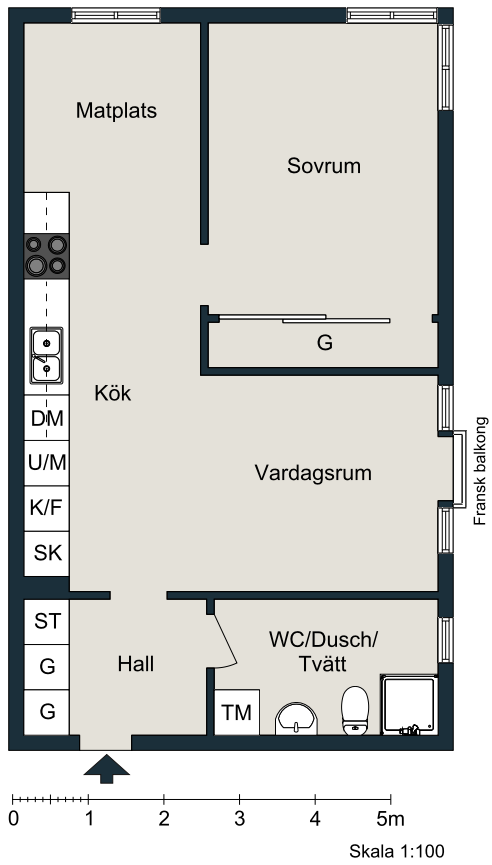 Matplats
Sovrum
G
Kök
DM
U/M
K/F
SK
Vardagsrum
Fransk balkong
ST
G
G
Hall
WC/Dusch/
Tvätt
TM
0 1 2 3 4 5m
Skala 1:100